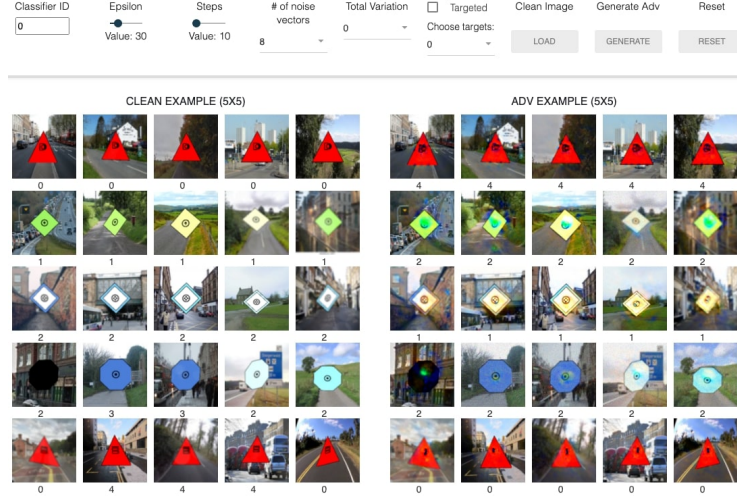 Classifier ID Epsilon Steps # of noise vectors Total Variation Targeted Clean Image Generate Adv Reset
0 Value: 30 Value: 10 8 0 Choose targets: 0 LOAD GENERATE RESET
CLEAN EXAMPLE (5X5) ADV EXAMPLE (5X5)
0 0 0 0 0 4 4 4 4 4
1 1 1 1 1 2 2 2 2 2
2 2 2 2 2 1 1 1 1 1
2 3 3 2 2 2 2 2 2 2
0 4 4 4 0 0 0 0 0 0